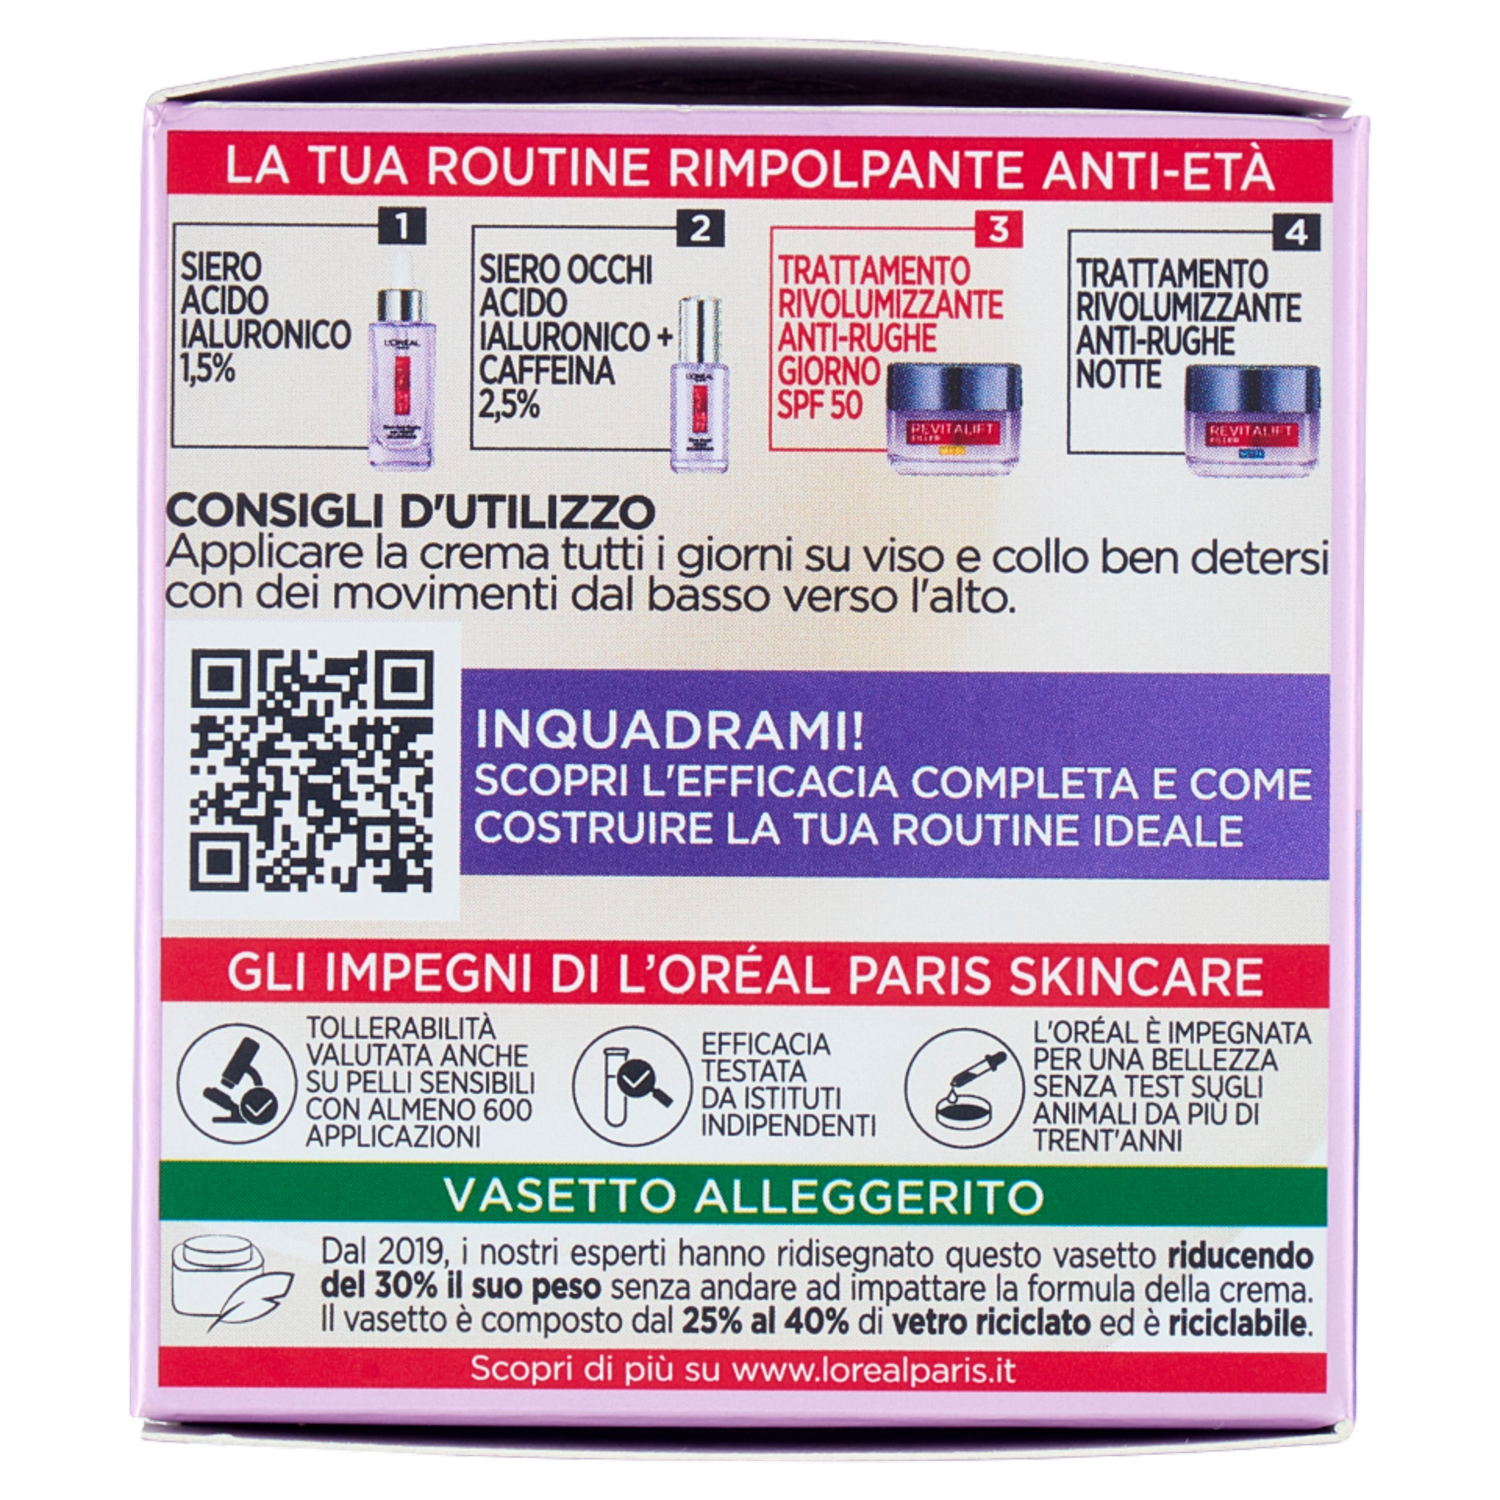 LA TUA ROUTINE RIMPOLPANTE ANTI-ETÀ
1
SIERO
ACIDO
IALURONICO
1,5%
L'ORÉAL
2
SIERO OCCHI
ACIDO
IALURONICO +
CAFFEINA
2,5%
3
TRATTAMENTO
RIVOLUMIZZANTE
ANTI-RUGHE
GIORNO
SPF 50
REVITALIFT
FILLER
4
TRATTAMENTO
RIVOLUMIZZANTE
ANTI-RUGHE
NOTTE
REVITALIFT
FILLER
CONSIGLI D'UTILIZZO
Applicare la crema tutti i giorni su viso e collo ben detersi
con dei movimenti dal basso verso l'alto.
INQUADRAMI!
SCOPRI L'EFFICACIA COMPLETA E COME
COSTRUIRE LA TUA ROUTINE IDEALE
GLI IMPEGNI DI L'ORÉAL PARIS SKINCARE
TOLLERABILITÀ
VALUTATA ANCHE
SU PELLI SENSIBILI
CON ALMENO 600
APPLICAZIONI
EFFICACIA
TESTATA
DA ISTITUTI
INDIPENDENTI
L'ORÉAL È IMPEGNATA
PER UNA BELLEZZA
SENZA TEST SUGLI
ANIMALI DA PIÙ DI
TRENT'ANNI
VASETTO ALLEGGERITO
Dal 2019, i nostri esperti hanno ridisegnato questo vasetto riducendo
del 30% il suo peso senza andare ad impattare la formula della crema.
Il vasetto è composto dal 25% al 40% di vetro riciclato ed è riciclabile.
Scopri di più su www.lorealparis.it